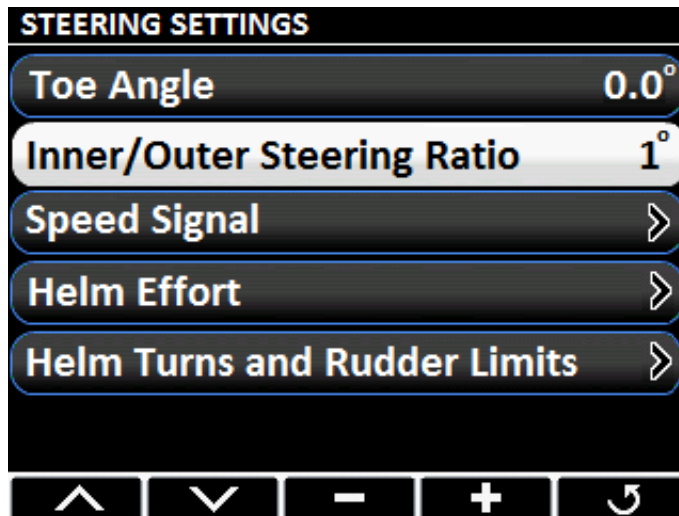 STEERING SETTINGS
Toe Angle 0.0°
Inner/Outer Steering Ratio 1°
Speed Signal
Helm Effort
Helm Turns and Rudder Limits